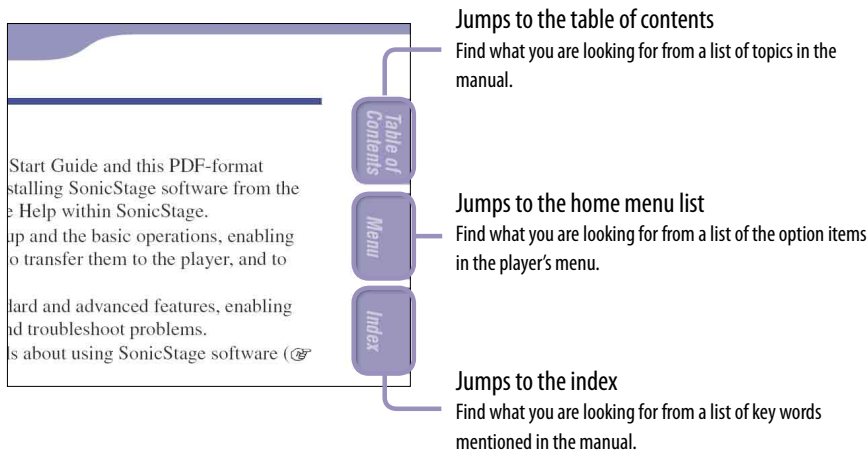 Jumps to the table of contents
Find what you are looking for from a list of topics in the
manual.
Table of
Contents
Start Guide and this PDF-format
stalling SonicStage software from the
e Help within SonicStage.
up and the basic operations, enabling
o transfer them to the player, and to
dard and advanced features, enabling
nd troubleshoot problems.
ls about using SonicStage software (☞
Menu
Jumps to the home menu list
Find what you are looking for from a list of the option items
in the player's menu.
Index
Jumps to the index
Find what you are looking for from a list of key words
mentioned in the manual.